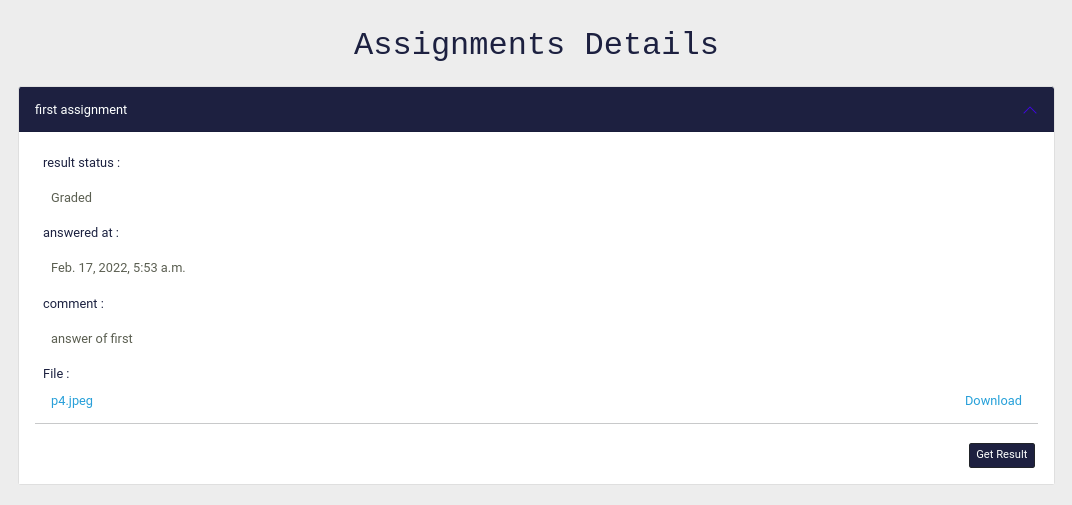 Assignments Details
first assignment
result status :
Graded
answered at :
Feb. 17, 2022, 5:53 a.m.
comment :
answer of first
File :
p4.jpeg Download
Get Result